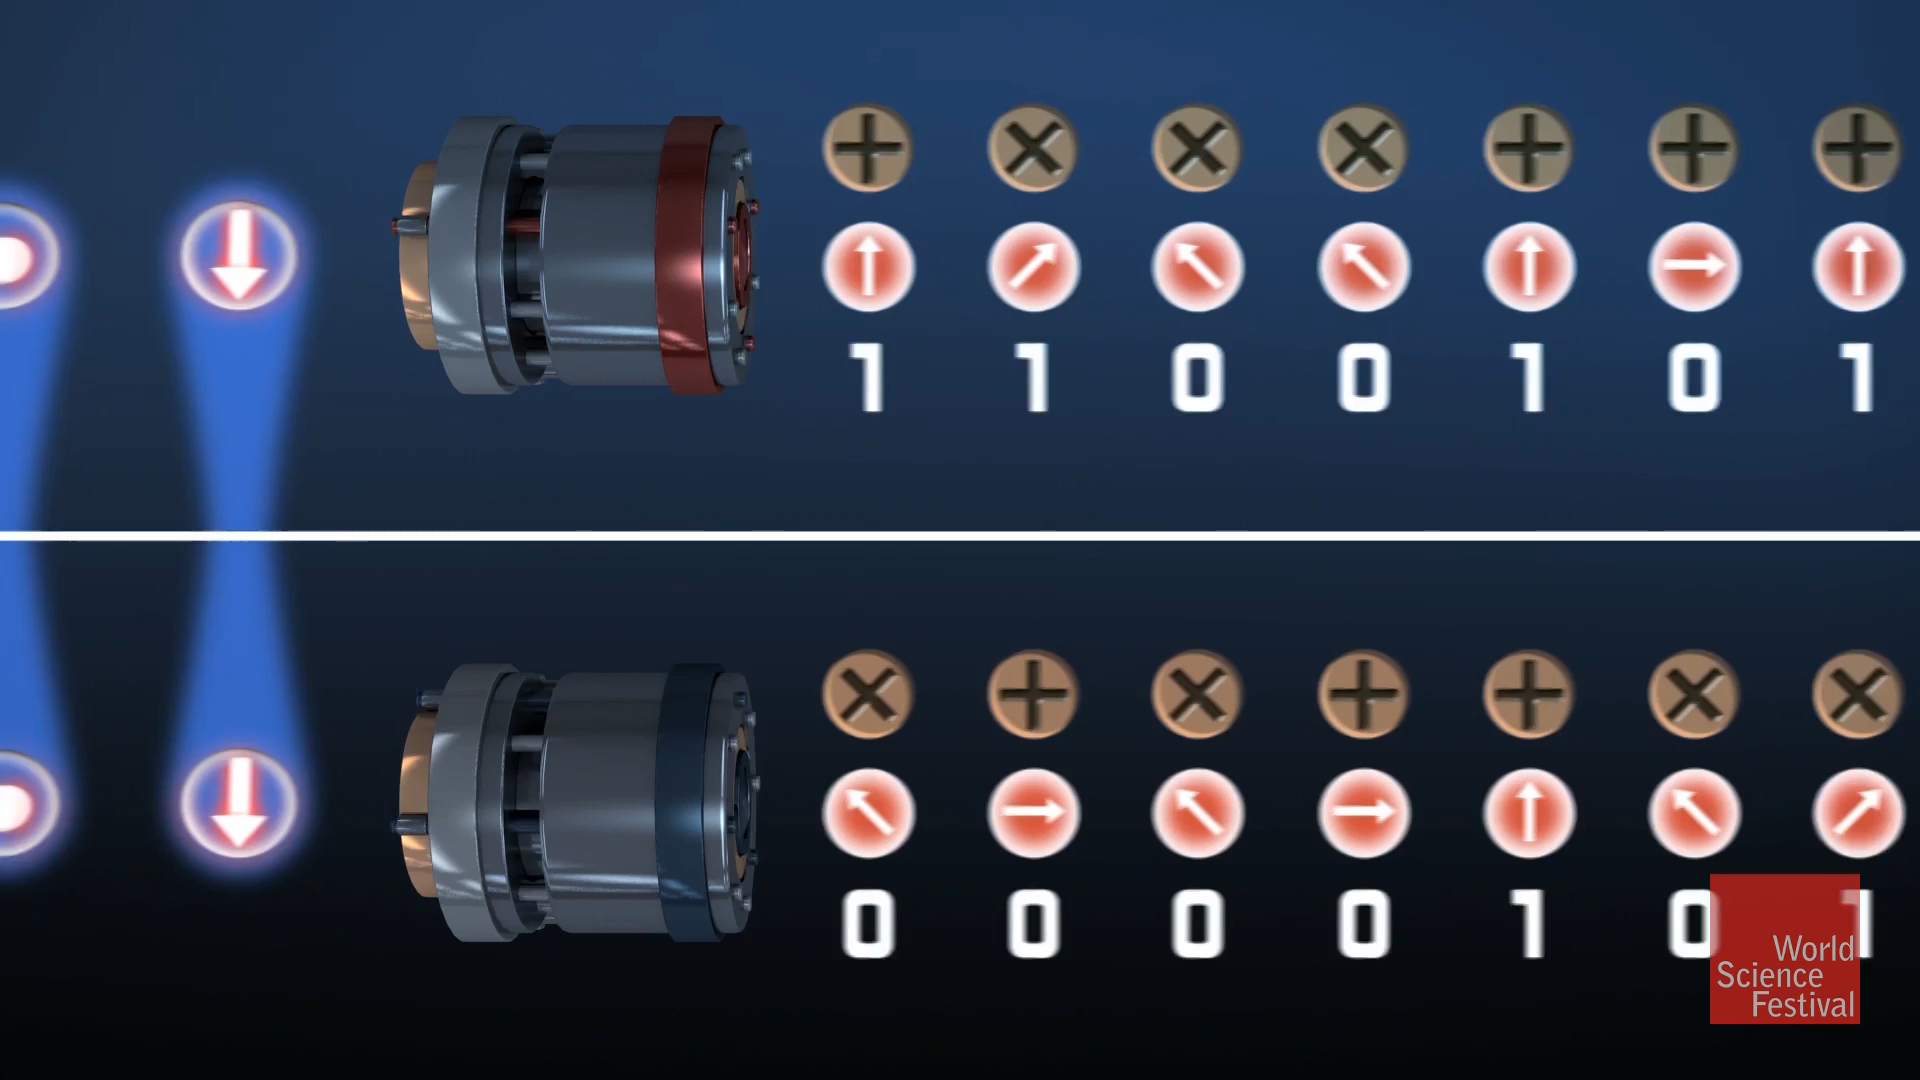 1 1 0 0 1 0 1
0 0 0 0 1 0 1
World
Science
Festival